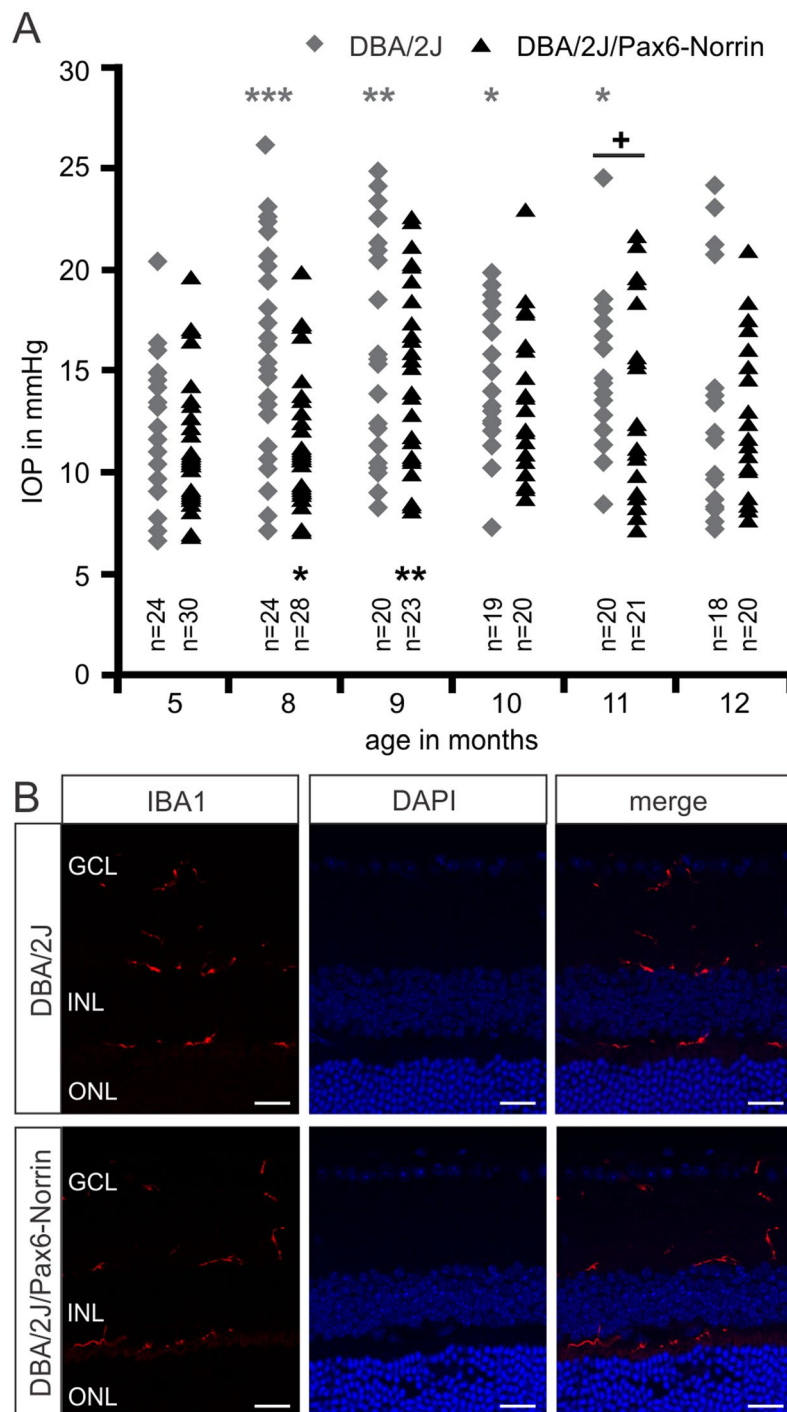 A
DBA/2J DBA/2J/Pax6-Norrin
30
25
20
15
10
5
0
IOP in mmHg
*** ** * *
+
* **
n=24 n=30 n=24 n=28 n=20 n=23 n=19 n=20 n=20 n=21 n=18 n=20
5 8 9 10 11 12
age in months
B
IBA1 DAPI merge
DBA/2J
GCL
INL
ONL
DBA/2J/Pax6-Norrin
GCL
INL
ONL